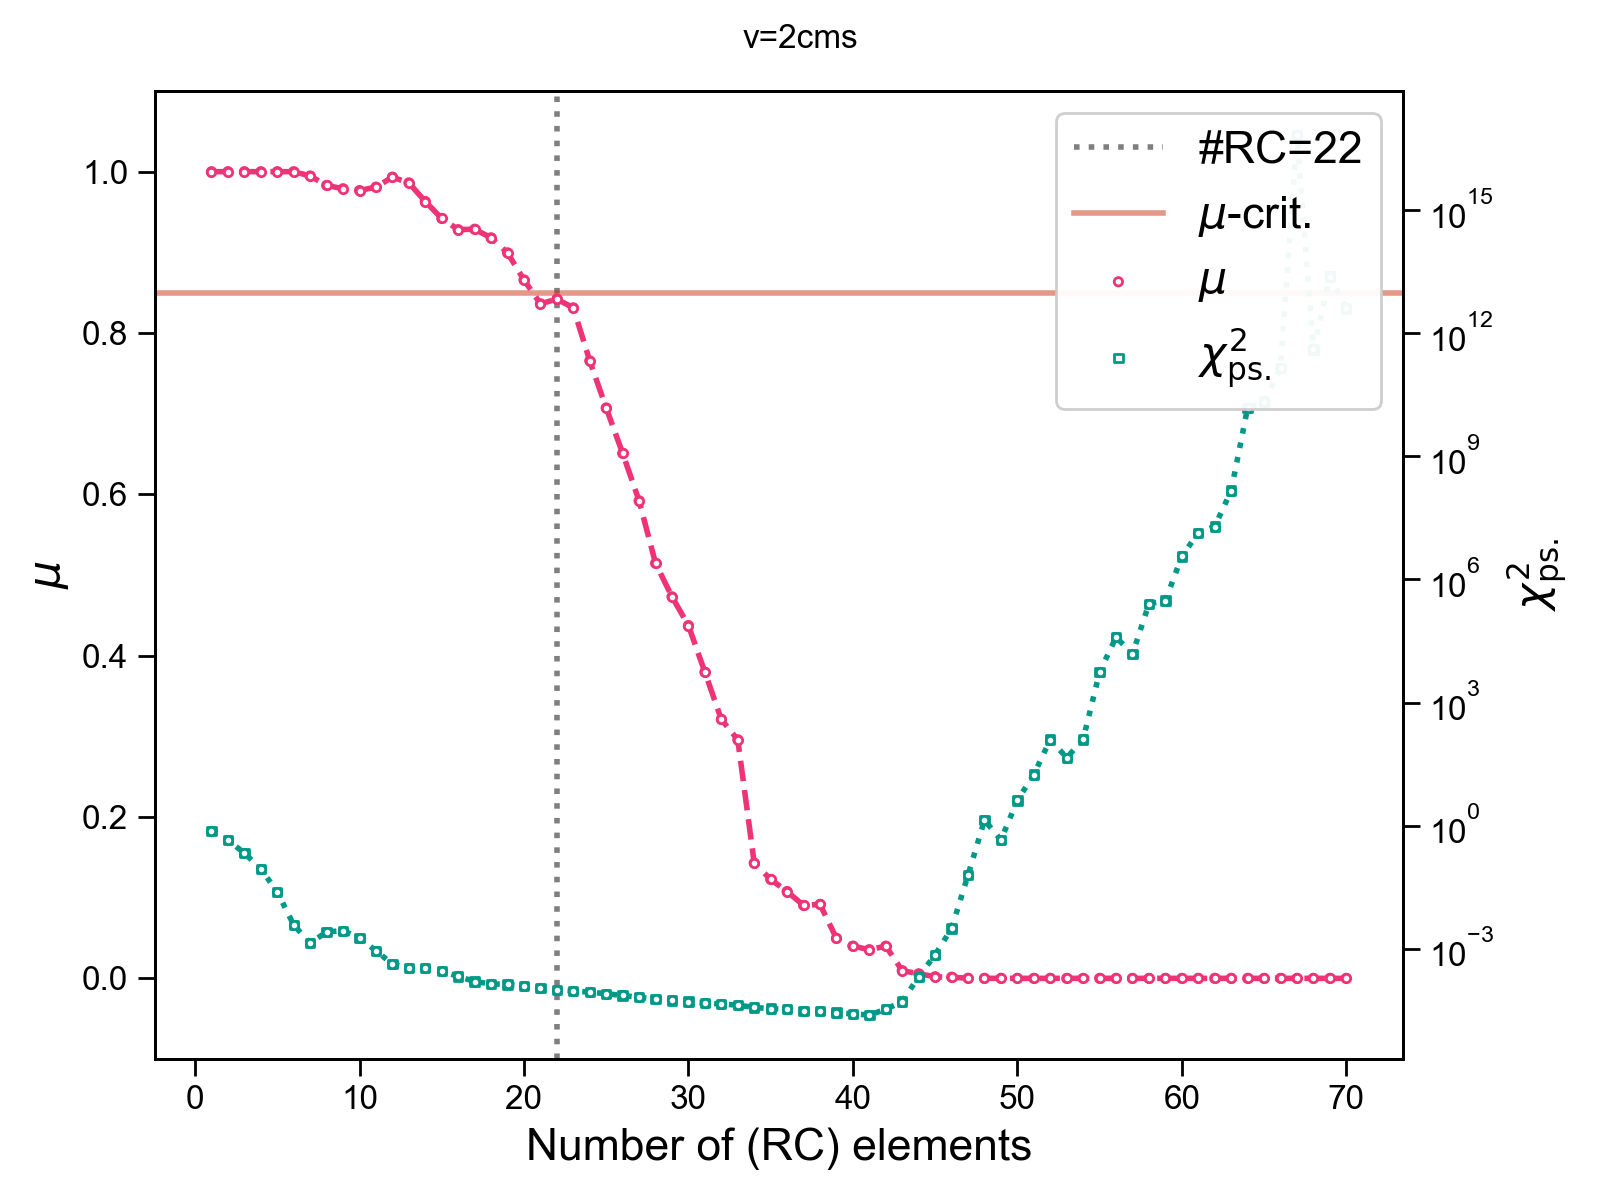 v=2cms
#RC=22
μ-crit.
μ
χ²ps.
1.0
0.8
0.6
0.4
0.2
0.0
μ
10¹⁵
10¹²
10⁹
10⁶
10³
10⁰
10⁻³
χ²ps.
0 10 20 30 40 50 60 70
Number of (RC) elements